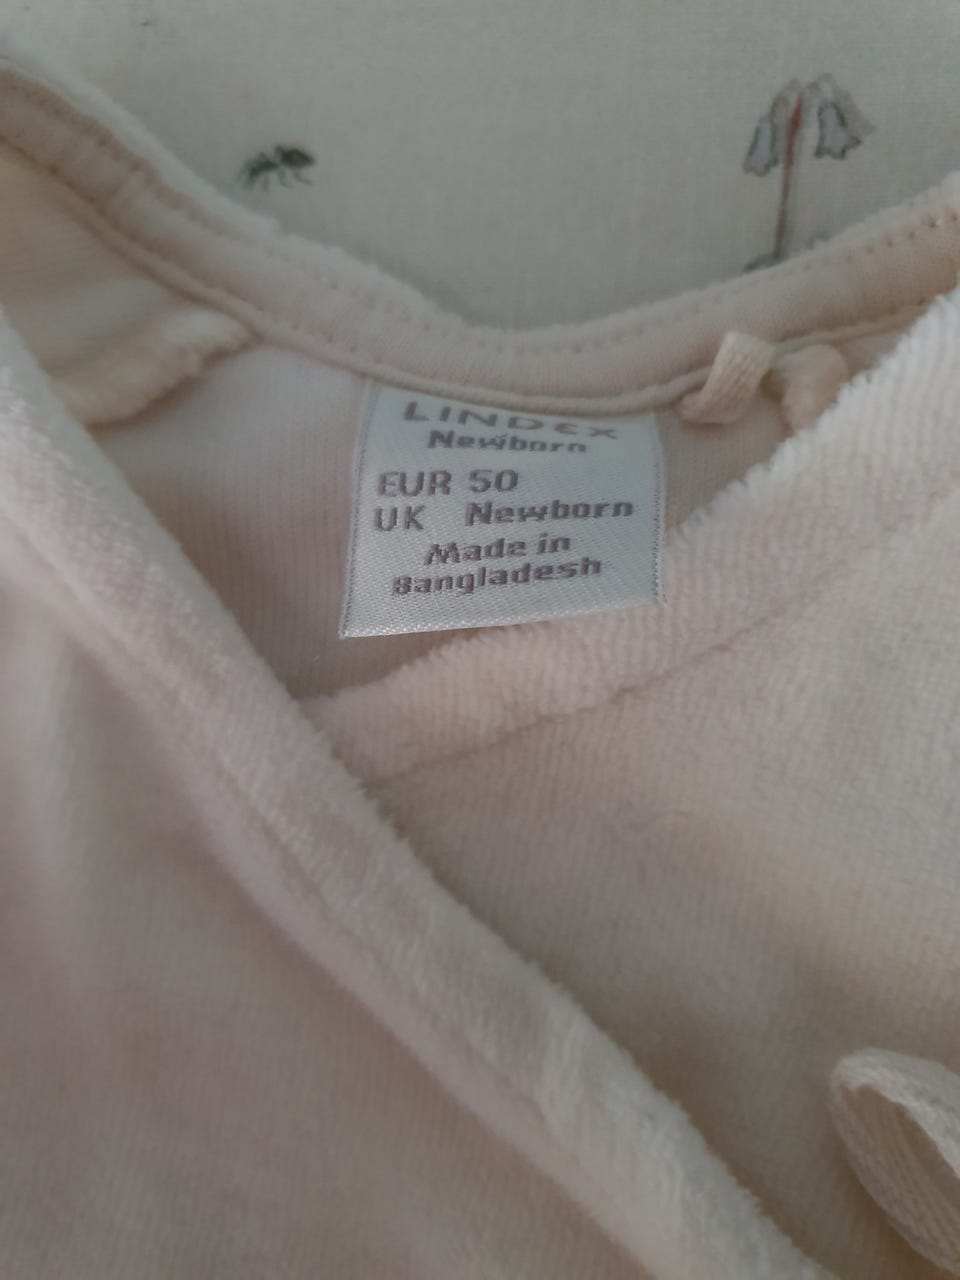 LINDEX
Newborn
EUR 50
UK Newborn
Made in
Bangladesh